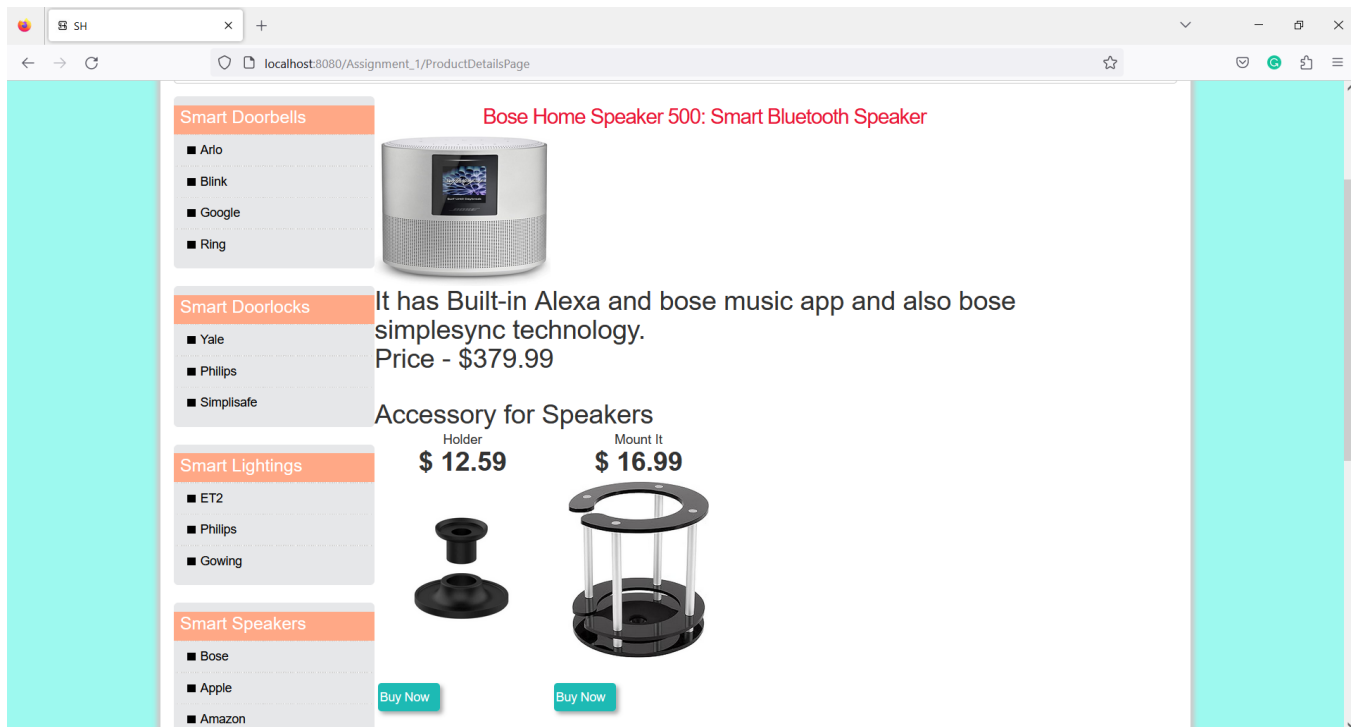 SH
localhost:8080/Assignment_1/ProductDetailsPage
Smart Doorbells
Arlo
Blink
Google
Ring
Smart Doorlocks
Yale
Philips
Simplisafe
Smart Lightings
ET2
Philips
Gowing
Smart Speakers
Bose
Apple
Amazon
Bose Home Speaker 500: Smart Bluetooth Speaker
It has Built-in Alexa and bose music app and also bose
simplesync technology.
Price - $379.99
Accessory for Speakers
Holder
$ 12.59
Buy Now
Mount It
$ 16.99
Buy Now